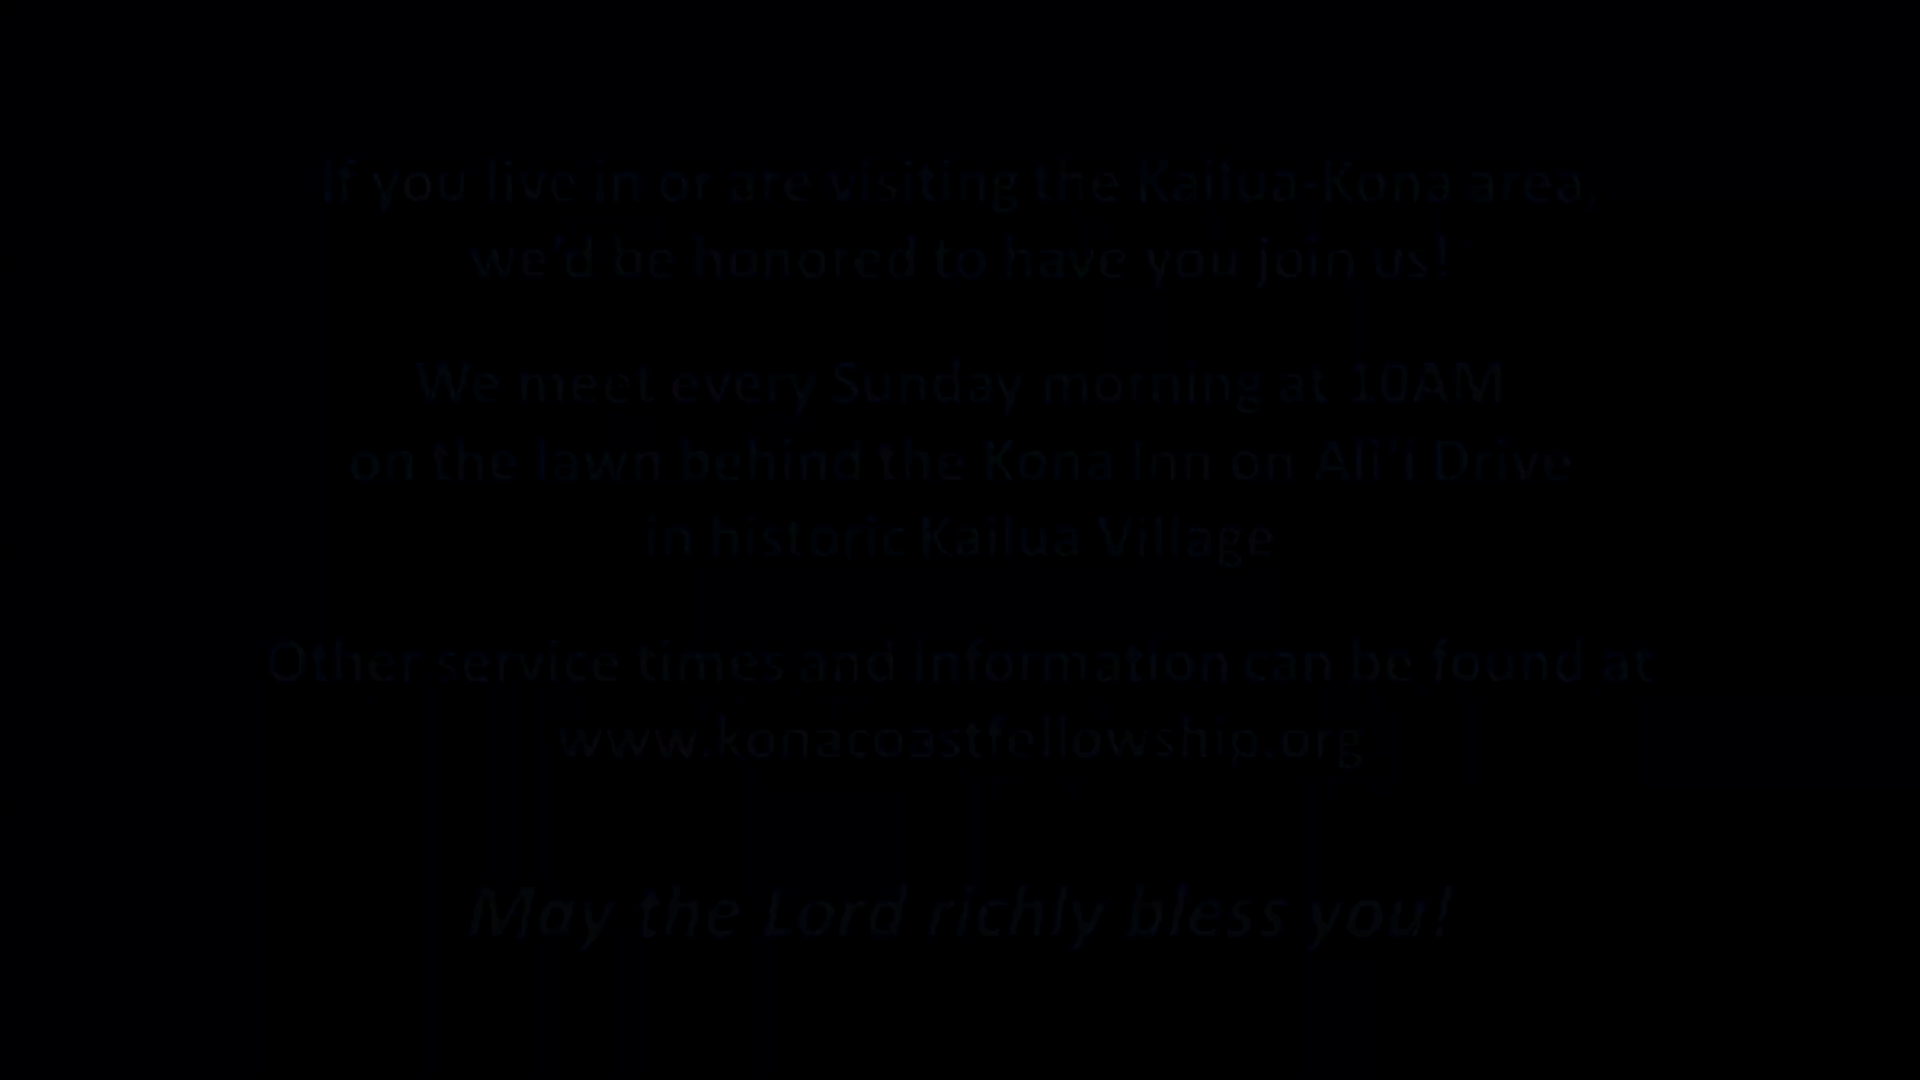 If you live in or are visiting the Kailua-Kona area,
we'd be honored to have you join us!
We meet every Sunday morning at 10AM
on the lawn behind the Kona Inn on Ali'i Drive
in historic Kailua Village
Other service times and information can be found at
www.konacoastfellowship.org
May the Lord richly bless you!